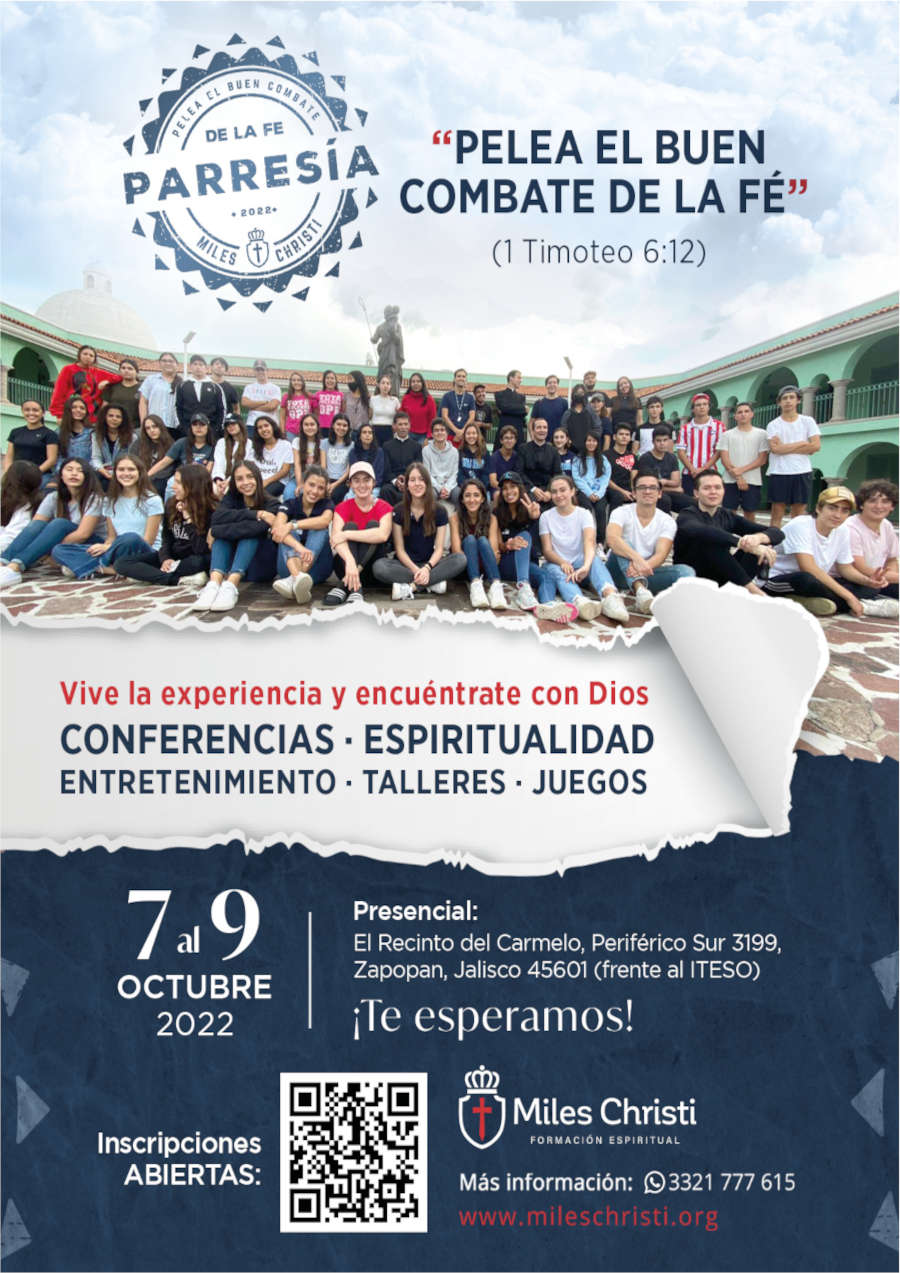 PELEA EL BUEN COMBATE
DE LA FE
PARRESÍA
• 2022 •
MILES CHRISTI
“PELEA EL BUEN
COMBATE DE LA FÉ”
(1 Timoteo 6:12)
Vive la experiencia y encuéntrate con Dios
CONFERENCIAS · ESPIRITUALIDAD
ENTRETENIMIENTO · TALLERES · JUEGOS
7 al 9
OCTUBRE
2022
Presencial:
El Recinto del Carmelo, Periférico Sur 3199,
Zapopan, Jalisco 45601 (frente al ITESO)
¡Te esperamos!
Inscripciones
ABIERTAS:
Miles Christi
FORMACIÓN ESPIRITUAL
Más información: 3321 777 615
www.mileschristi.org